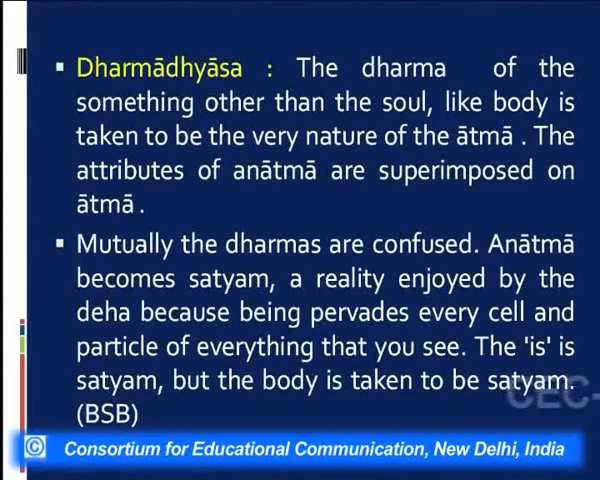 Dharmādhyāsa : The dharma of the
something other than the soul, like body is
taken to be the very nature of the ātmā . The
attributes of anātmā are superimposed on
ātmā .
Mutually the dharmas are confused. Anātmā
becomes satyam, a reality enjoyed by the
deha because being pervades every cell and
particle of everything that you see. The 'is' is
satyam, but the body is taken to be satyam.
(BSB)
CEC-
© Consortium for Educational Communication, New Delhi, India